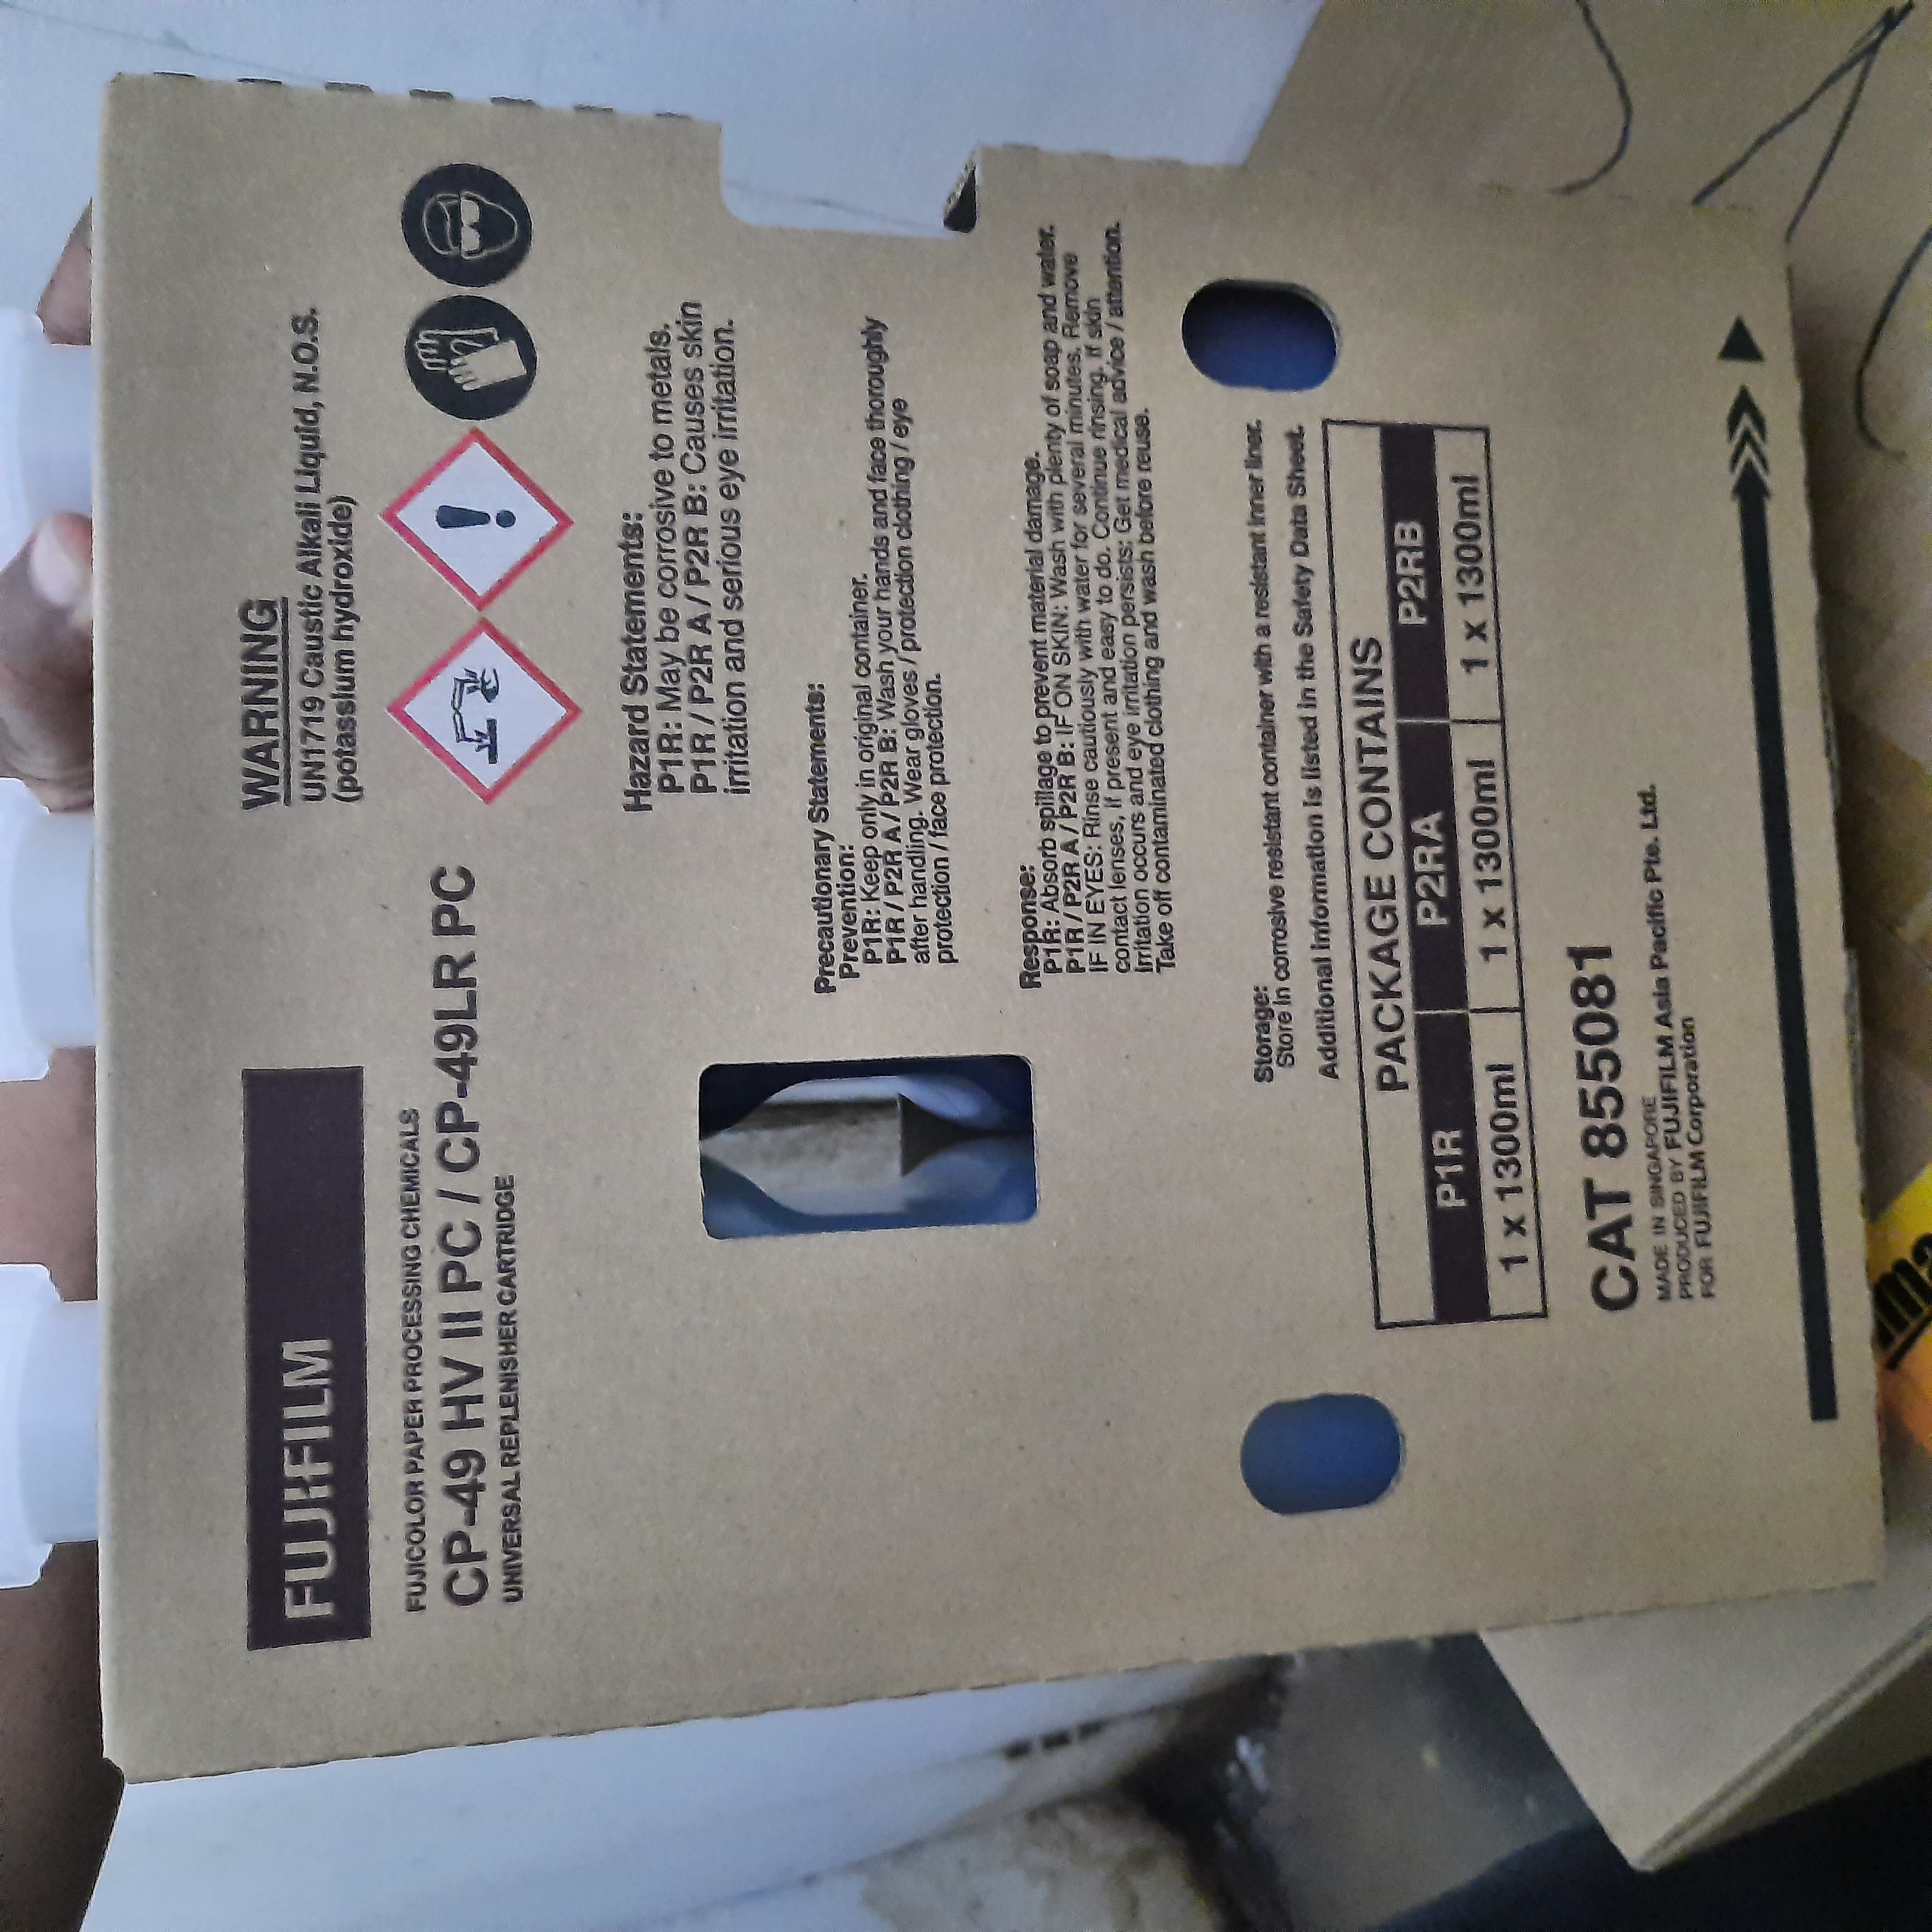 FUJIFILM
FUJICOLOR PAPER PROCESSING CHEMICALS
CP-49 HV II PC / CP-49LR PC
UNIVERSAL REPLENISHER CARTRIDGE
WARNING
UN1719 Caustic Alkali Liquid, N.O.S.
(potassium hydroxide)
Hazard Statements:
P1R: May be corrosive to metals.
P1R / P2R A / P2R B: Causes skin
irritation and serious eye irritation.
Precautionary Statements:
Prevention:
P1R: Keep only in original container.
P1R / P2R A / P2R B: Wash your hands and face thoroughly
after handling. Wear gloves / protection clothing / eye
protection / face protection.
Response:
P1R: Absorb spillage to prevent material damage.
P1R / P2R A / P2R B: IF ON SKIN: Wash with plenty of soap and water.
IF IN EYES: Rinse cautiously with water for several minutes. Remove
contact lenses, if present and easy to do. Continue rinsing. If skin
irritation occurs and eye irritation persists: Get medical advice / attention.
Take off contaminated clothing and wash before reuse.
Storage:
Store in corrosive resistant container with a resistant inner liner.
Additional information is listed in the Safety Data Sheet.
PACKAGE CONTAINS
P1R P2RA P2RB
1 x 1300ml 1 x 1300ml 1 x 1300ml
CAT 855081
MADE IN SINGAPORE
PRODUCED BY FUJIFILM Asia Pacific Pte. Ltd.
FOR FUJIFILM Corporation